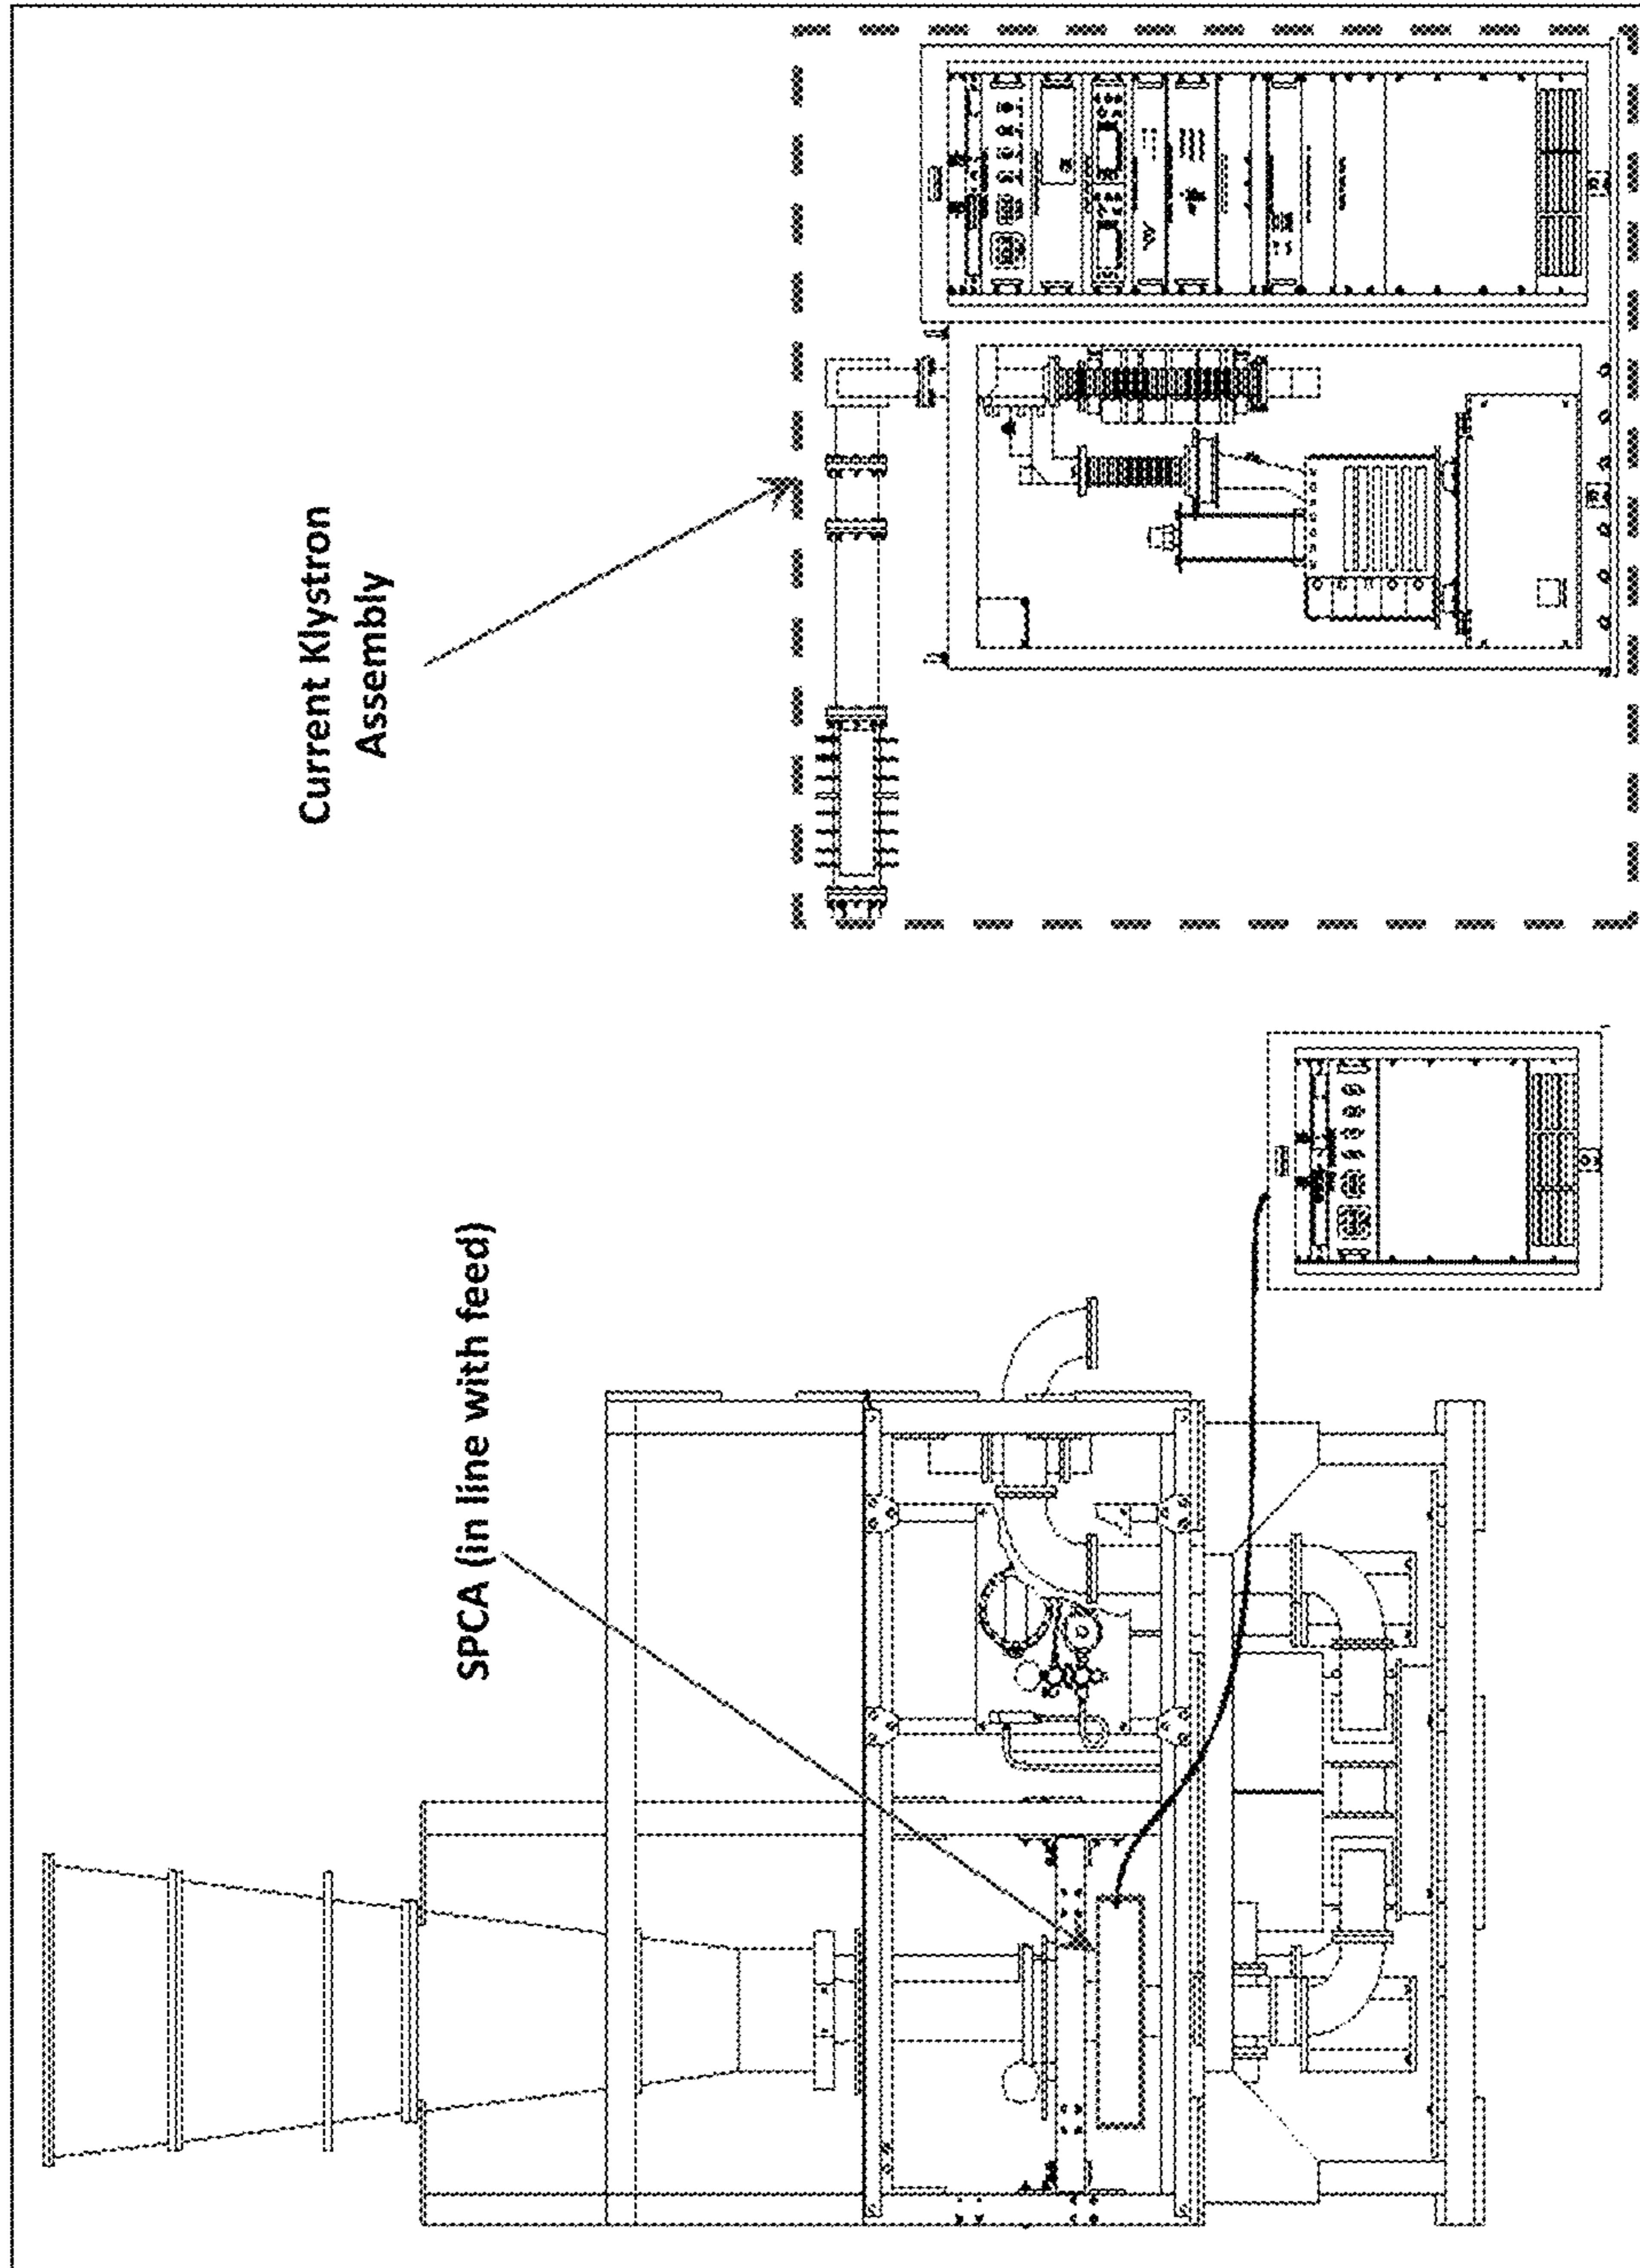 Current Klystron
Assembly
SPCA (in line with feed)